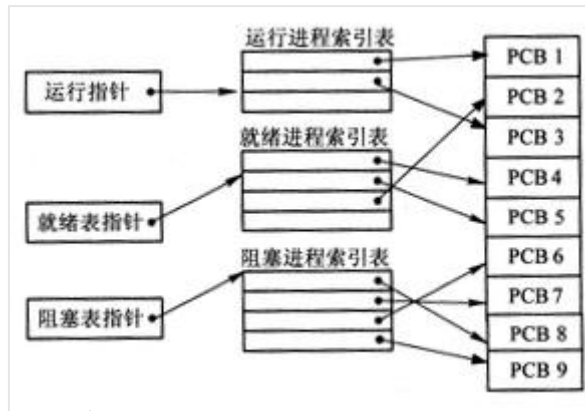 运行进程索引表
运行指针
就绪进程索引表
就绪表指针
阻塞进程索引表
阻塞表指针
PCB 1
PCB 2
PCB 3
PCB 4
PCB 5
PCB 6
PCB 7
PCB 8
PCB 9